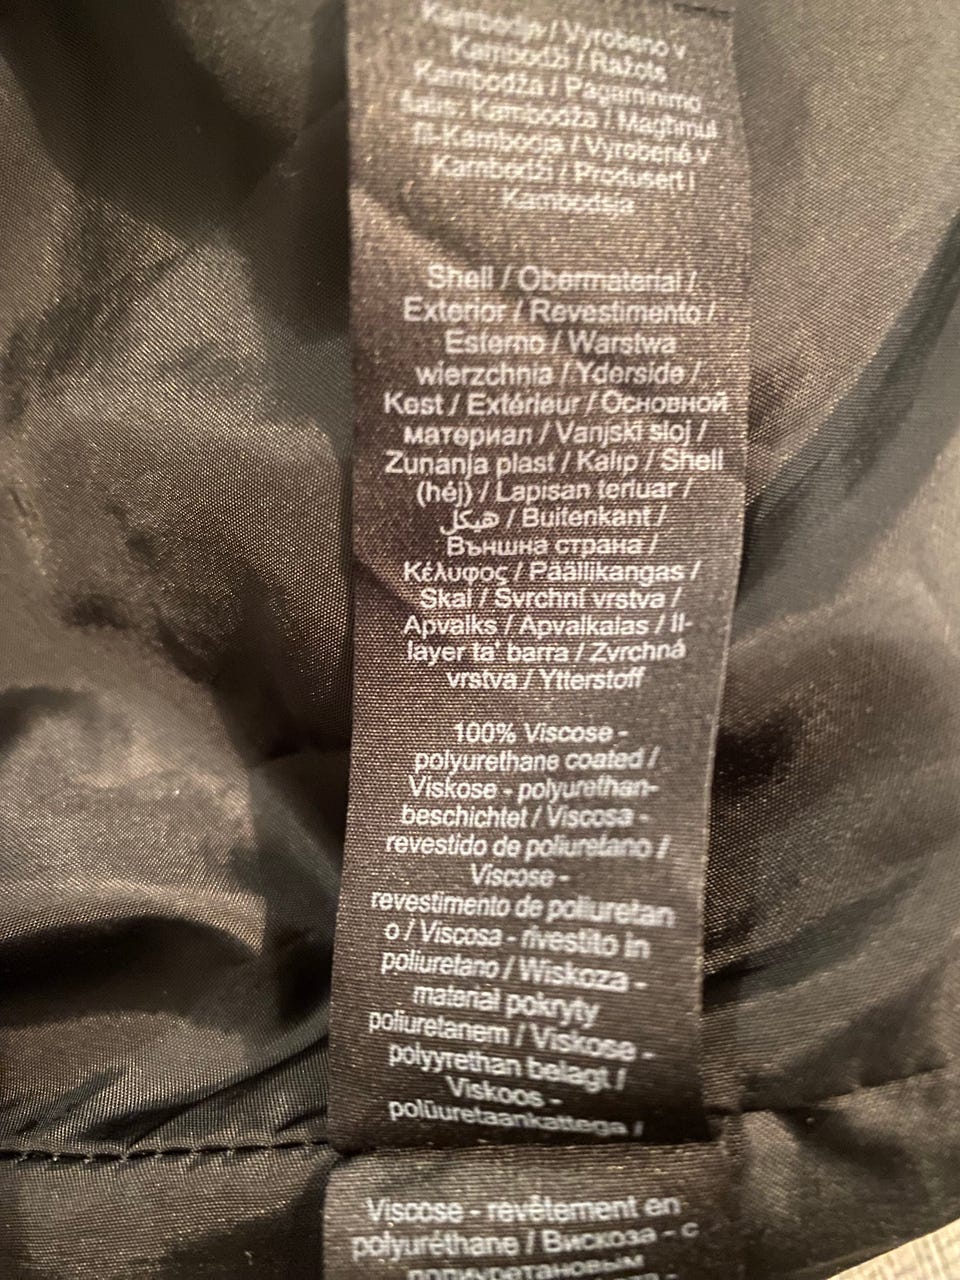 Kambodja / Vyrobeno v
Kambodži / Ražots
Kambodžā / Pagaminimo
šalis: Kambodža / Magħmul
fil-Kambodja / Vyrobené v
Kambodži / Produsert i
Kambodsja
Shell / Obermaterial /
Exterior / Revestimento /
Esterno / Warstwa
wierzchnia / Yderside /
Kest / Extérieur / Основной
материал / Vanjski sloj /
Zunanja plast / Kalıp / Shell
(héj) / Lapisan terluar /
هيكل / Buitenkant /
Външна страна /
Κέλυφος / Päällikangas /
Skal / Svrchní vrstva /
Apvalks / Apvalkalas / Il-
layer ta' barra / Zvrchná
vrstva / Ytterstoff
100% Viscose -
polyurethane coated /
Viskose - polyurethan-
beschichtet / Viscosa -
revestido de poliuretano /
Viscose -
revestimento de poliuretan
o / Viscosa - rivestito in
poliuretano / Wiskoza -
materiał pokryty
poliuretanem / Viskose -
polyyrethan belagt /
Viskoos -
polüuretaankattega /
Viscose - revêtement en
polyuréthane / Вискоза - с
полиуретановым